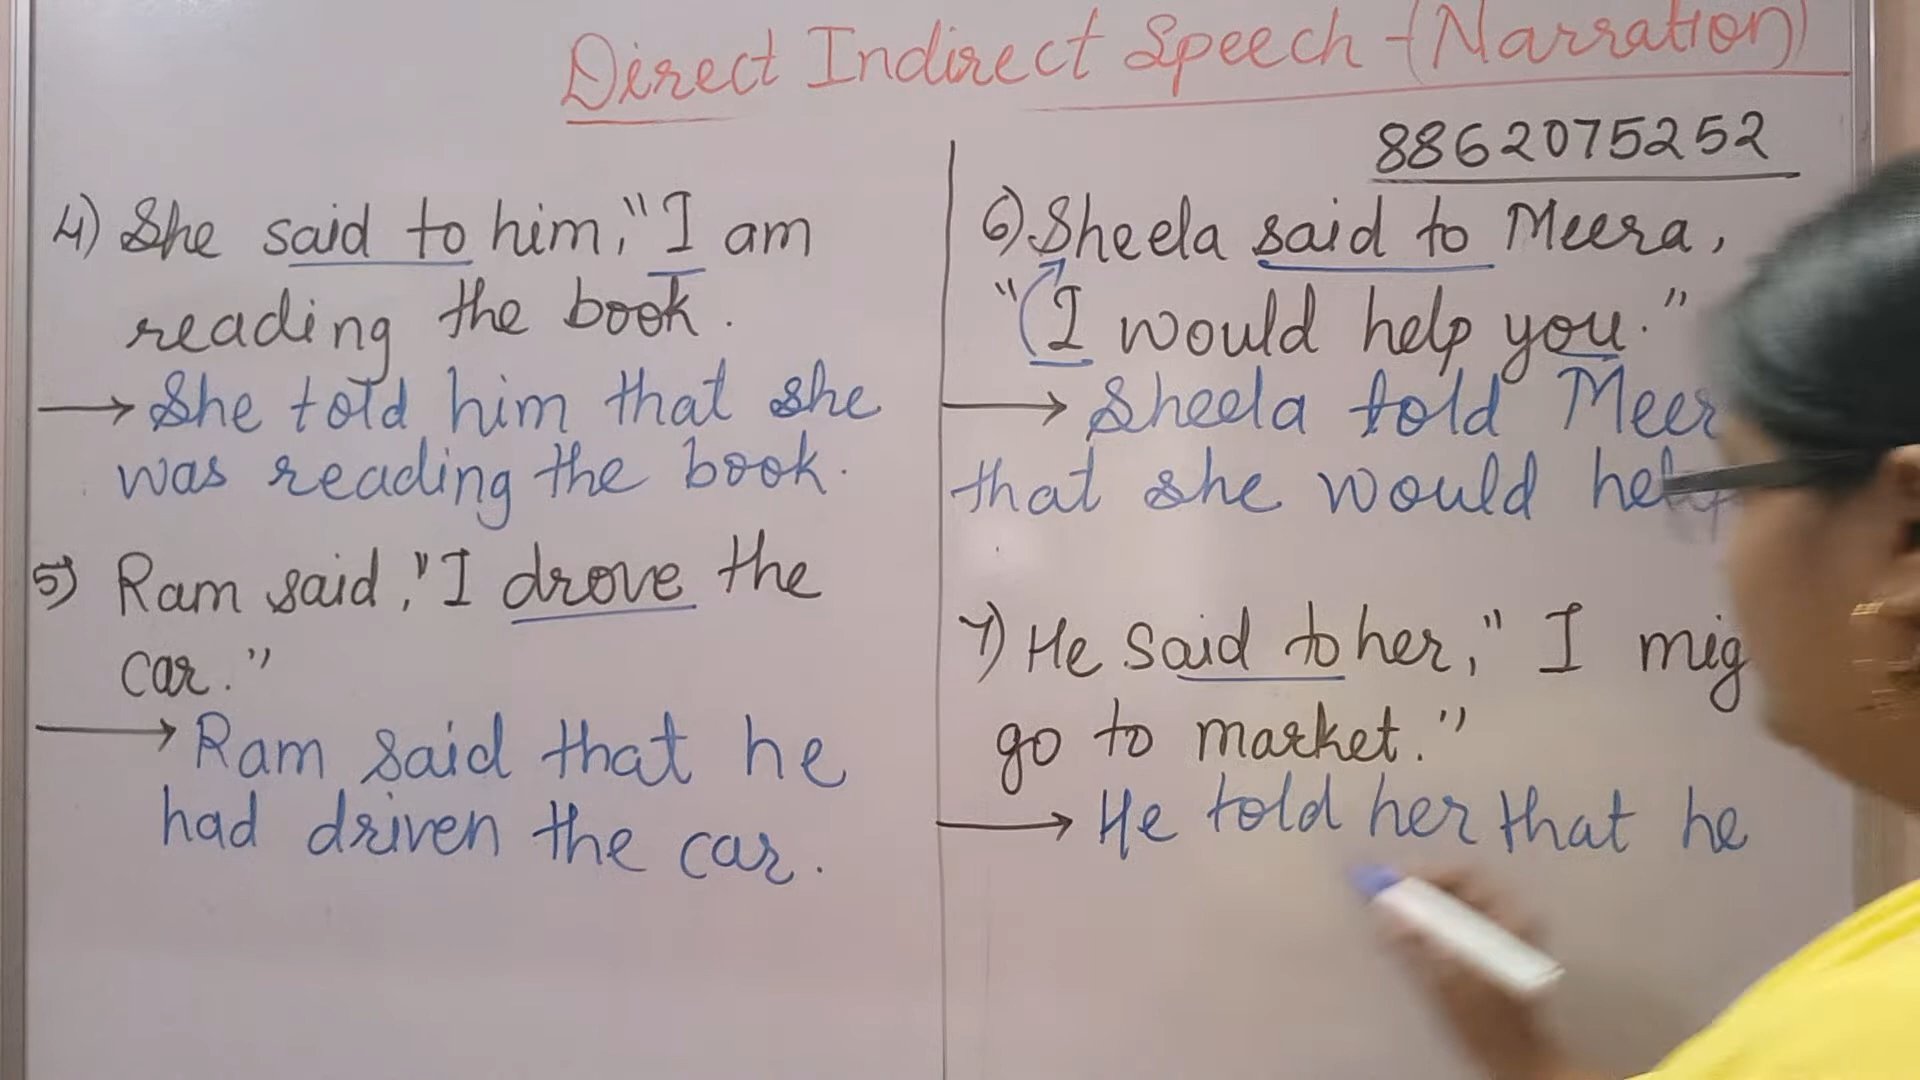 Direct Indirect Speech - (Narration)
8862075252
4) She said to him, "I am
reading the book.
→ She told him that she
was reading the book.
5) Ram said, "I drove the
car."
→ Ram said that he
had driven the car.
6) Sheela said to Meera,
"I would help you."
→ Sheela told
that she would
7) He said to her, "I
go to market."
→ He told her that he